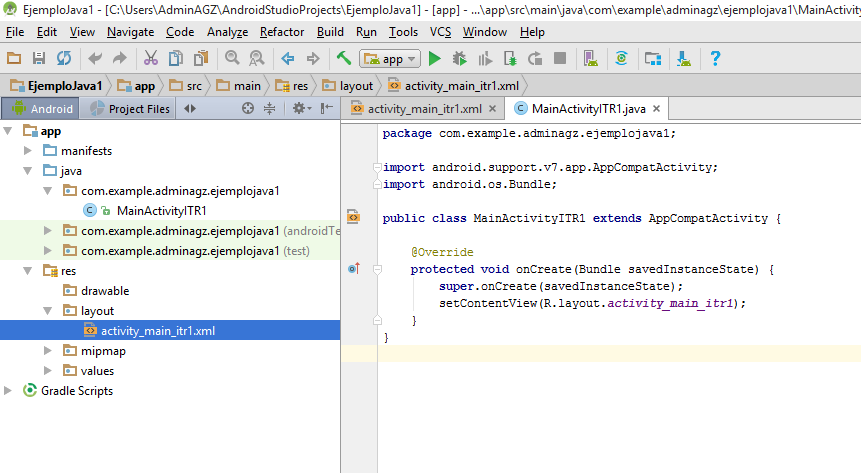 EjemploJava1 - [C:\Users\AdminAGZ\AndroidStudioProjects\EjemploJava1] - [app] - ...\app\src\main\java\com\example\adminagz\ejemplojava1\MainActivity
File Edit View Navigate Code Analyze Refactor Build Run Tools VCS Window Help
app
EjemploJava1 app src main res layout activity_main_itr1.xml
Android Project Files
activity_main_itr1.xml MainActivityITR1.java
app
manifests
java
com.example.adminagz.ejemplojava1
MainActivityITR1
com.example.adminagz.ejemplojava1 (androidTe
com.example.adminagz.ejemplojava1 (test)
res
drawable
layout
activity_main_itr1.xml
mipmap
values
Gradle Scripts
package com.example.adminagz.ejemplojava1;
import android.support.v7.app.AppCompatActivity;
import android.os.Bundle;
public class MainActivityITR1 extends AppCompatActivity {
@Override
protected void onCreate(Bundle savedInstanceState) {
super.onCreate(savedInstanceState);
setContentView(R.layout.activity_main_itr1);
}
}